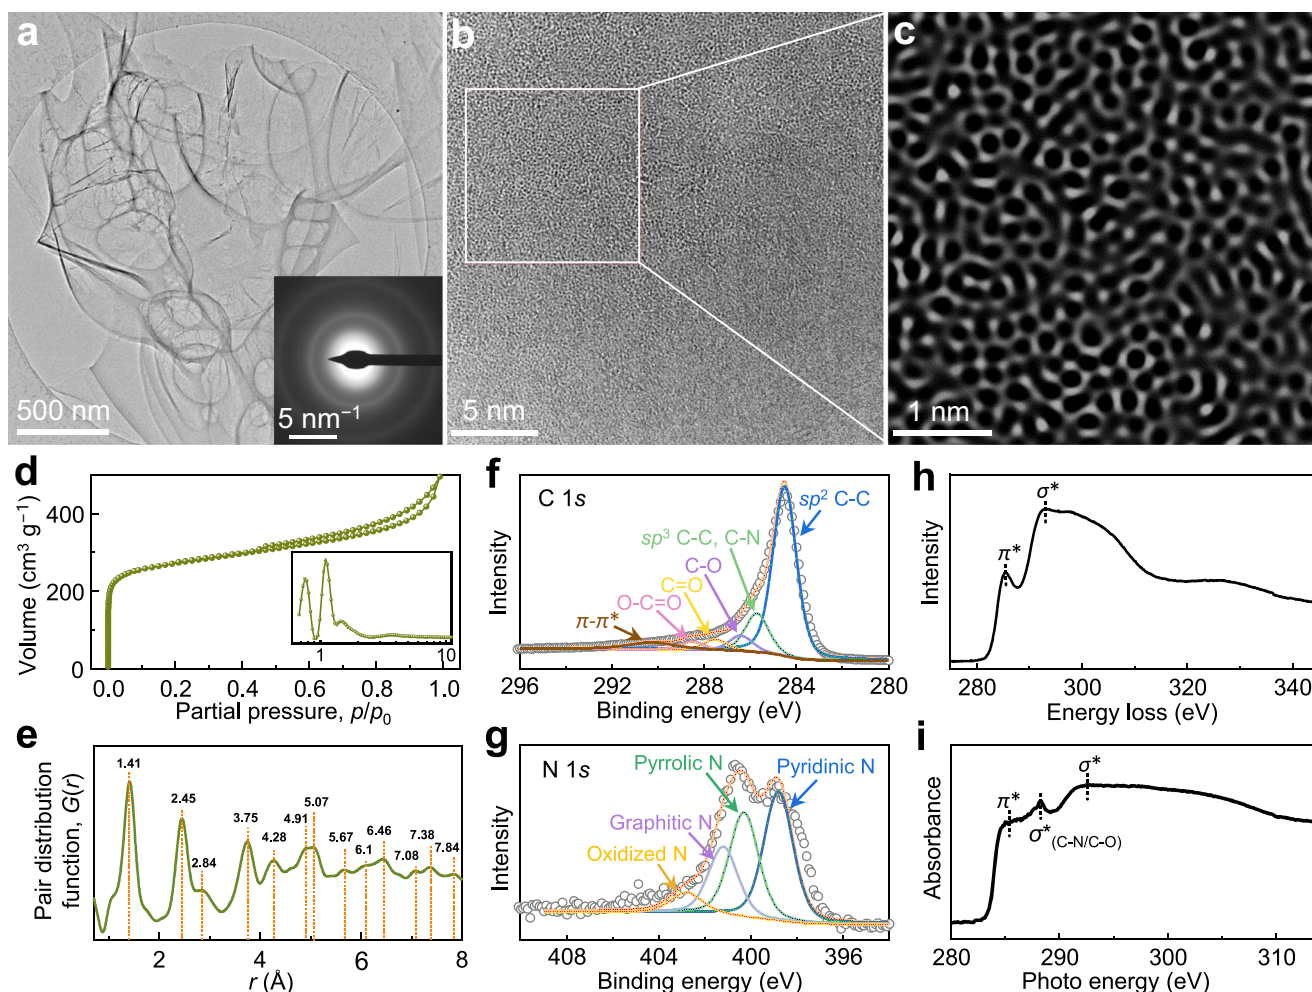 a
500 nm
5 nm⁻¹
b
5 nm
c
1 nm
d
Volume (cm³ g⁻¹)
400
200
0
0.0 0.2 0.4 0.6 0.8 1.0
Partial pressure, p/p₀
1 10
e
Pair distribution
function, G(r)
1.41
2.45
2.84
3.75
4.28
4.91
5.07
5.67
6.1
6.46
7.08
7.38
7.84
2 4 6 8
r (Å)
f
C 1s
Intensity
sp² C-C
sp³ C-C, C-N
C-O
C=O
O-C=O
π-π*
296 292 288 284 280
Binding energy (eV)
g
N 1s
Intensity
Pyrrolic N
Pyridinic N
Graphitic N
Oxidized N
408 404 400 396
Binding energy (eV)
h
Intensity
π*
σ*
275 300 325 340
Energy loss (eV)
i
Absorbance
π*
σ*
(C-N/C-O)
σ*
280 290 300 310
Photo energy (eV)